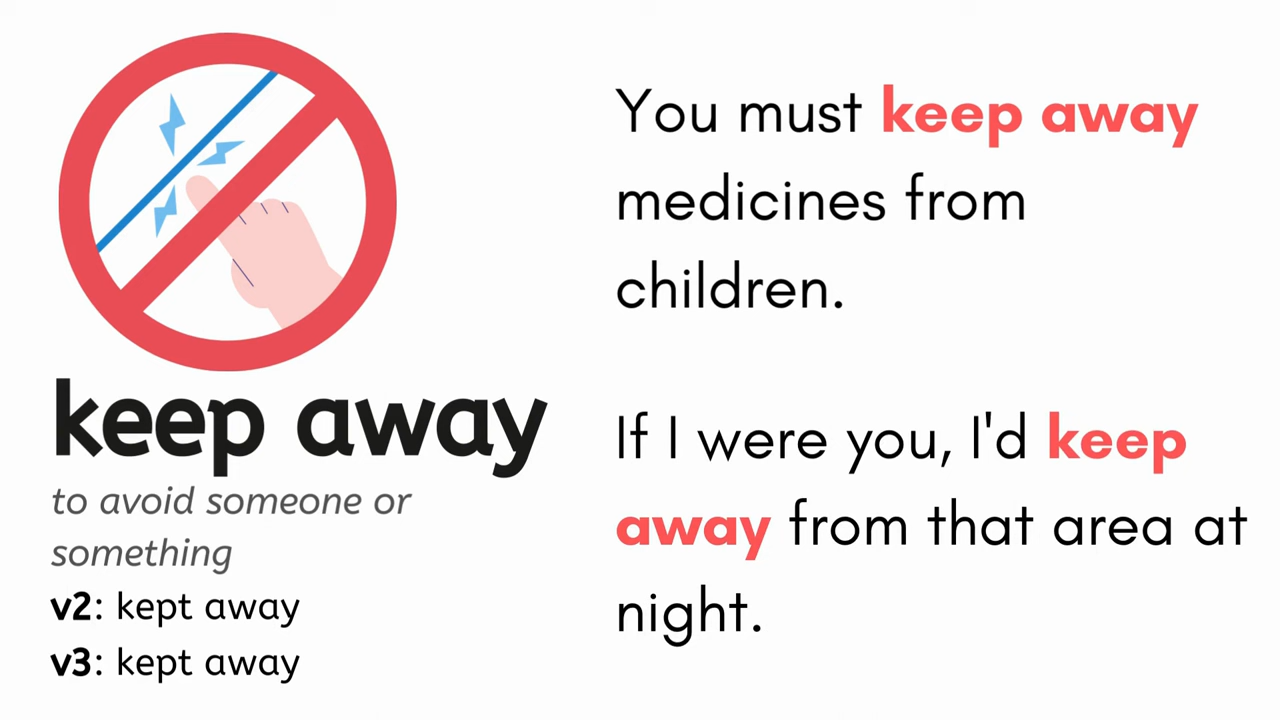 keep away
to avoid someone or
something
v2: kept away
v3: kept away
You must keep away
medicines from
children.
If I were you, I'd keep
away from that area at
night.